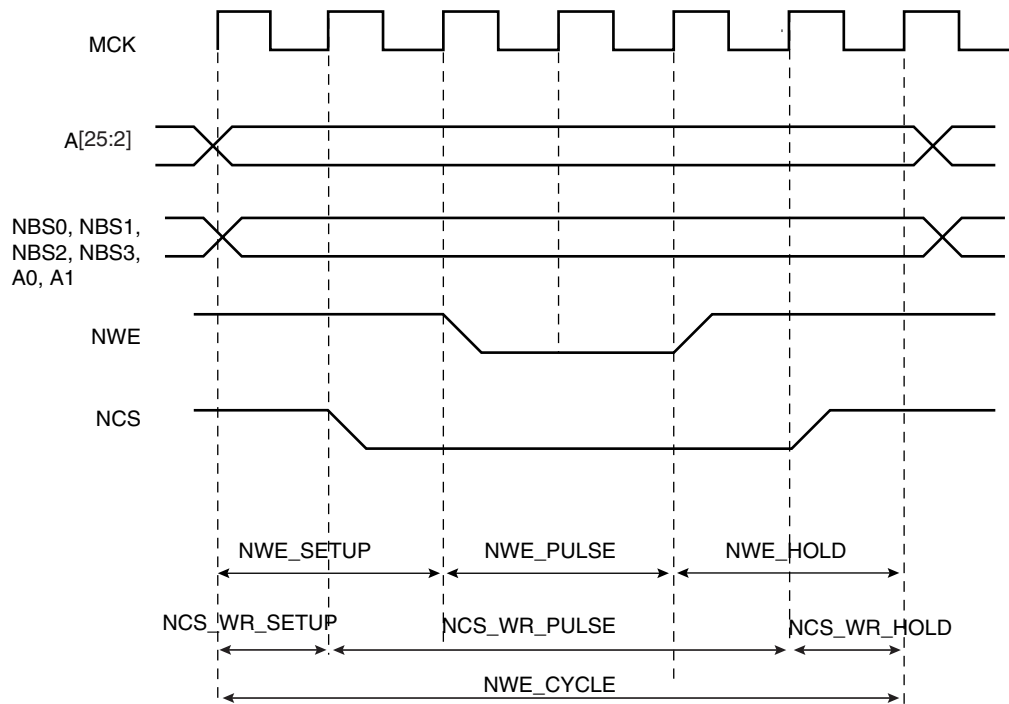 MCK
A[25:2]
NBS0, NBS1,
NBS2, NBS3,
A0, A1
NWE
NCS
NWE_SETUP
NWE_PULSE
NWE_HOLD
NCS_WR_SETUP
NCS_WR_PULSE
NCS_WR_HOLD
NWE_CYCLE